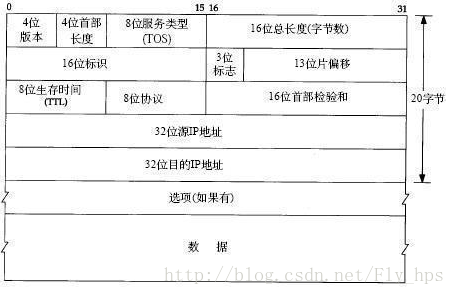 0 15 16 31
4位版本 4位首部长度 8位服务类型(TOS) 16位总长度(字节数)
16位标识 3位标志 13位片偏移
8位生存时间(TTL) 8位协议 16位首部检验和
20字节
32位源IP地址
32位目的IP地址
选项(如果有)
数 据
http://blog.csdn.net/Fly_hps